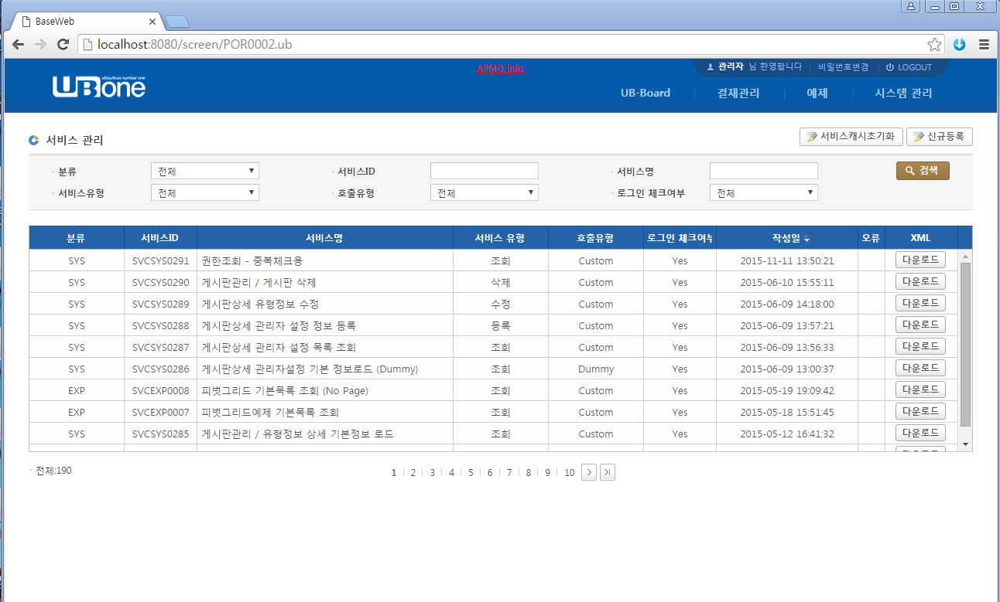 BaseWeb
localhost:8080/screen/POR0002.ub
APMD Info.
관리자 님 환영합니다 비밀번호변경 LOGOUT
ubiquitous number one
UBone
UB-Board 결재관리 예제 시스템 관리
서비스 관리 서비스캐시초기화 신규등록
분류 전체 서비스ID 서비스명 검색
서비스유형 전체 호출유형 전체 로그인 체크여부 전체
분류 서비스ID 서비스명 서비스 유형 호출유형 로그인 체크여부 작성일 오류 XML
SYS SVCSYS0291 권한조회 - 중복체크용 조회 Custom Yes 2015-11-11 13:50:21 다운로드
SYS SVCSYS0290 게시판관리 / 게시판 삭제 삭제 Custom Yes 2015-06-10 15:55:11 다운로드
SYS SVCSYS0289 게시판상세 유형정보 수정 수정 Custom Yes 2015-06-09 14:18:00 다운로드
SYS SVCSYS0288 게시판상세 관리자 설정 정보 등록 등록 Custom Yes 2015-06-09 13:57:21 다운로드
SYS SVCSYS0287 게시판상세 관리자 설정 목록 조회 조회 Custom Yes 2015-06-09 13:56:33 다운로드
SYS SVCSYS0286 게시판상세 관리자설정 기본 정보로드 (Dummy) 조회 Dummy Yes 2015-06-09 13:00:37 다운로드
EXP SVCEXP0008 피벗그리드 기본목록 조회 (No Page) 조회 Custom Yes 2015-05-19 19:09:42 다운로드
EXP SVCEXP0007 피벗그리드예제 기본목록 조회 조회 Custom Yes 2015-05-18 15:51:45 다운로드
SYS SVCSYS0285 게시판관리 / 유형정보 상세 기본정보 로드 조회 Custom Yes 2015-05-12 16:41:32 다운로드
전체:190 1 2 3 4 5 6 7 8 9 10